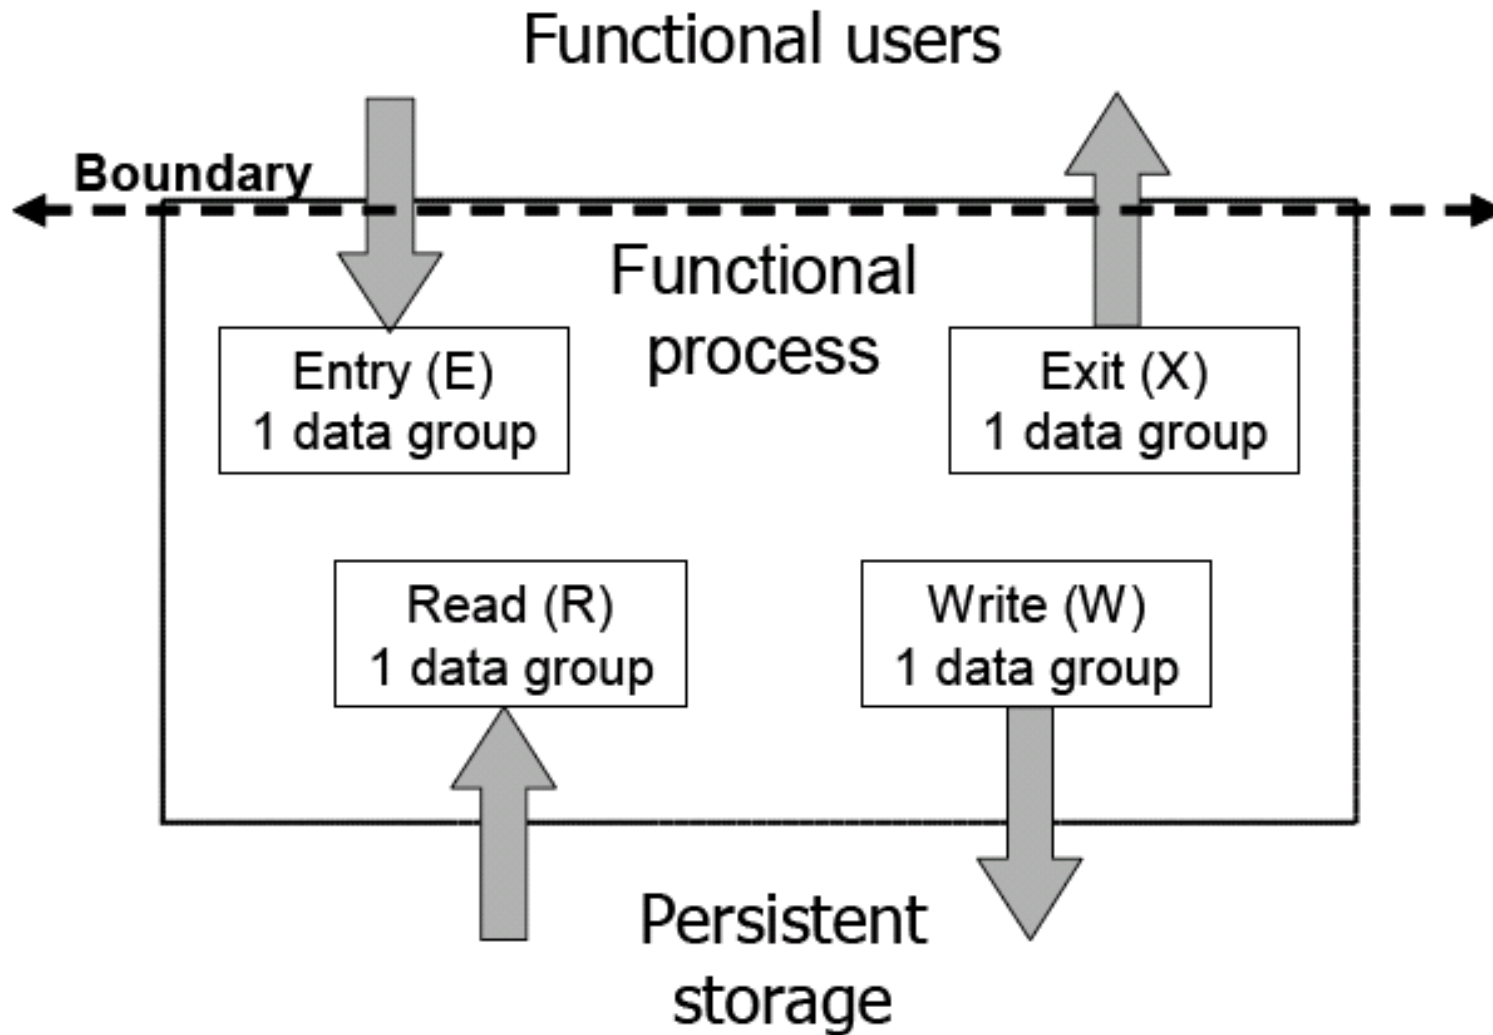 Functional users
Boundary
Functional
process
Entry (E)
1 data group
Exit (X)
1 data group
Read (R)
1 data group
Write (W)
1 data group
Persistent
storage